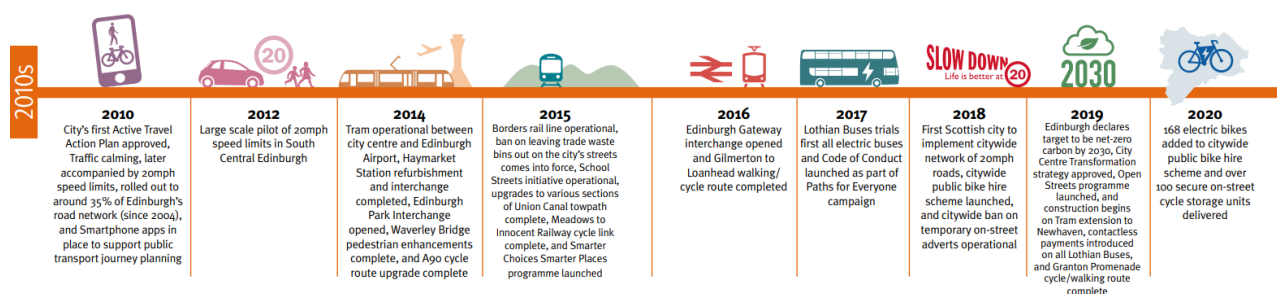 2010s
20
SLOW DOWN
Life is better at 20
2030
2010
City's first Active Travel
Action Plan approved,
Traffic calming, later
accompanied by 20mph
speed limits, rolled out to
around 35% of Edinburgh's
road network (since 2004),
and Smartphone apps in
place to support public
transport journey planning
2012
Large scale pilot of 20mph
speed limits in South
Central Edinburgh
2014
Tram operational between
city centre and Edinburgh
Airport, Haymarket
Station refurbishment
and interchange
completed, Edinburgh
Park Interchange
opened, Waverley Bridge
pedestrian enhancements
complete, and A90 cycle
route upgrade complete
2015
Borders rail line operational,
ban on leaving trade waste
bins out on the city's streets
comes into force, School
Streets initiative operational,
upgrades to various sections
of Union Canal towpath
complete, Meadows to
Innocent Railway cycle link
complete, and Smarter
Choices Smarter Places
programme launched
2016
Edinburgh Gateway
interchange opened
and Gilmerton to
Loanhead walking/
cycle route completed
2017
Lothian Buses trials
first all electric buses
and Code of Conduct
launched as part of
Paths for Everyone
campaign
2018
First Scottish city to
implement citywide
network of 20mph
roads, citywide
public bike hire
scheme launched,
and citywide ban on
temporary on-street
adverts operational
2019
Edinburgh declares
target to be net-zero
carbon by 2030, City
Centre Transformation
strategy approved, Open
Streets programme
launched, and
construction begins
on Tram extension to
Newhaven, contactless
payments introduced
on all Lothian Buses,
and Granton Promenade
cycle/walking route
complete
2020
168 electric bikes
added to citywide
public bike hire
scheme and over
100 secure on-street
cycle storage units
delivered